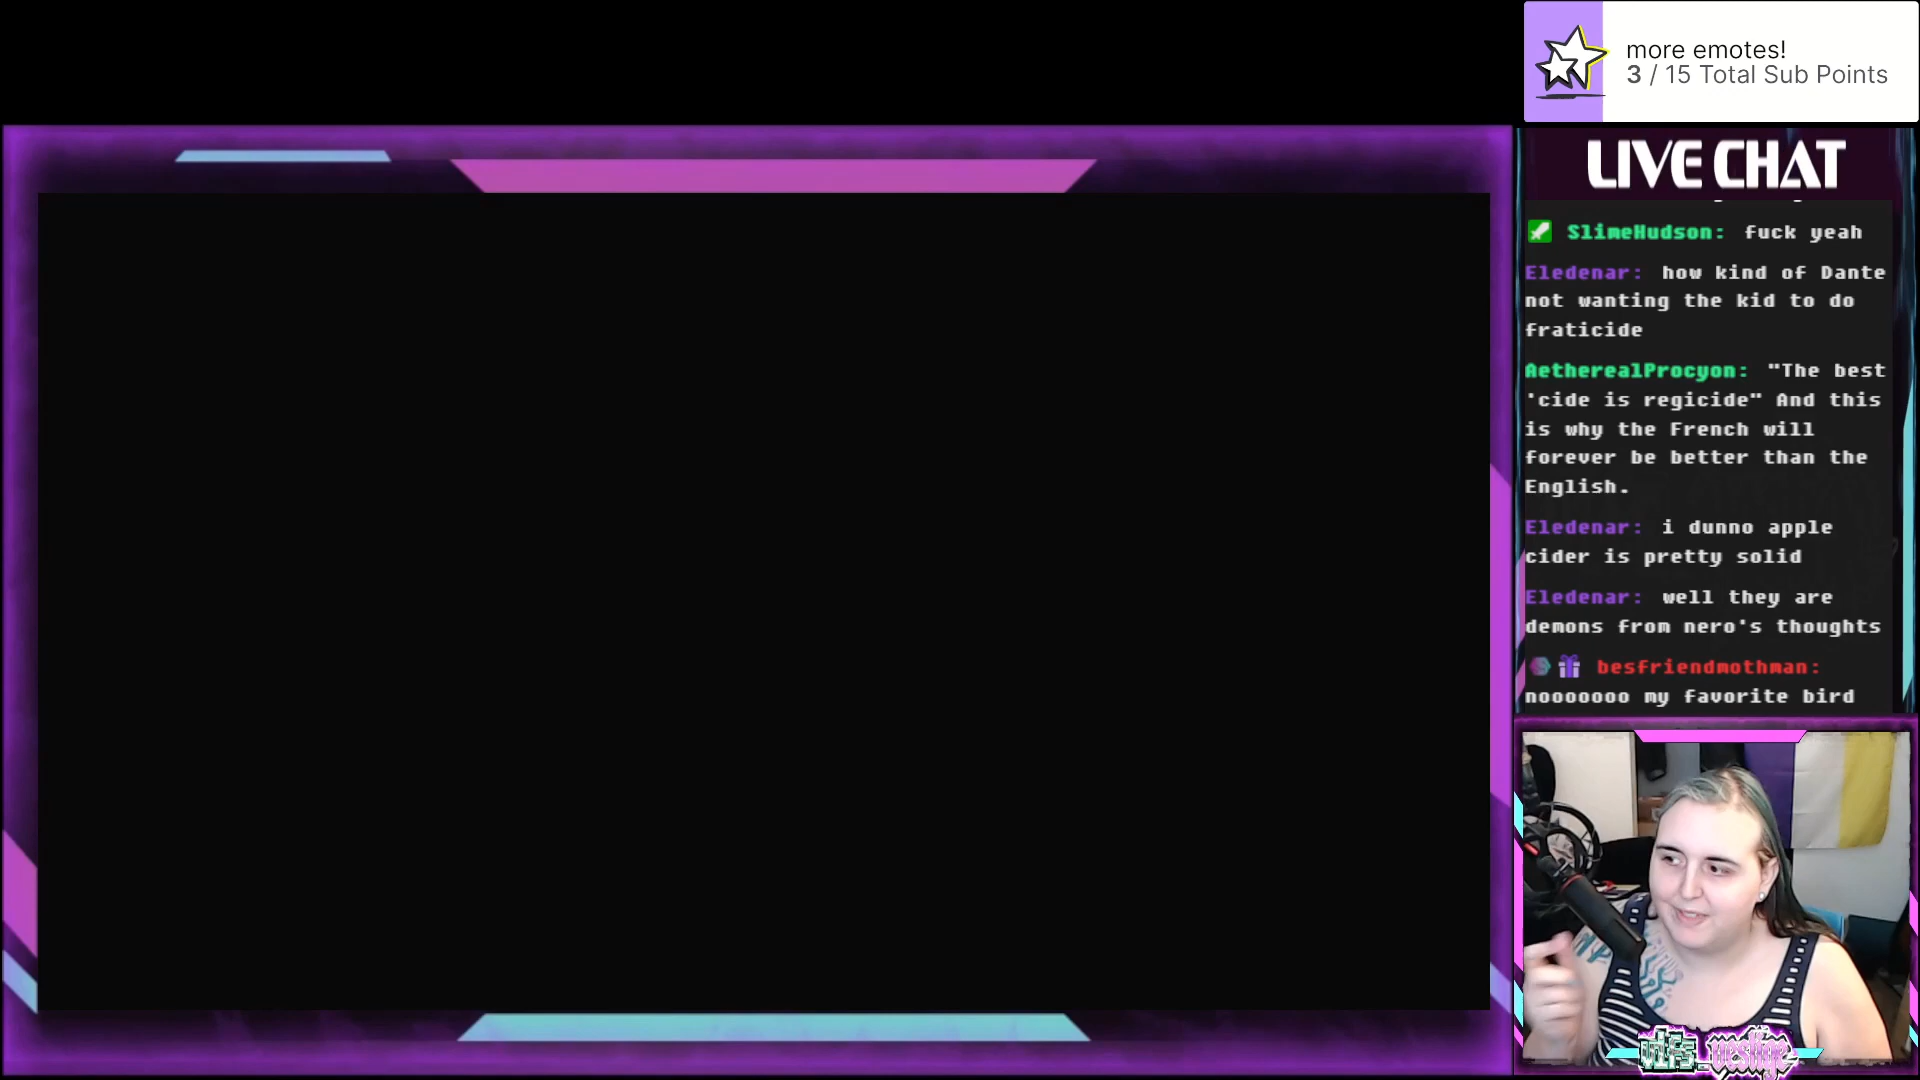 more emotes!
3 / 15 Total Sub Points
LIVE CHAT
SlimeHudson: fuck yeah
Eledenar: how kind of Dante
not wanting the kid to do
fraticide
AetherealProcyon: "The best
'cide is regicide" And this
is why the French will
forever be better than the
English.
Eledenar: i dunno apple
cider is pretty solid
Eledenar: well they are
demons from nero's thoughts
besfriendmothman:
nooooooo my favorite bird